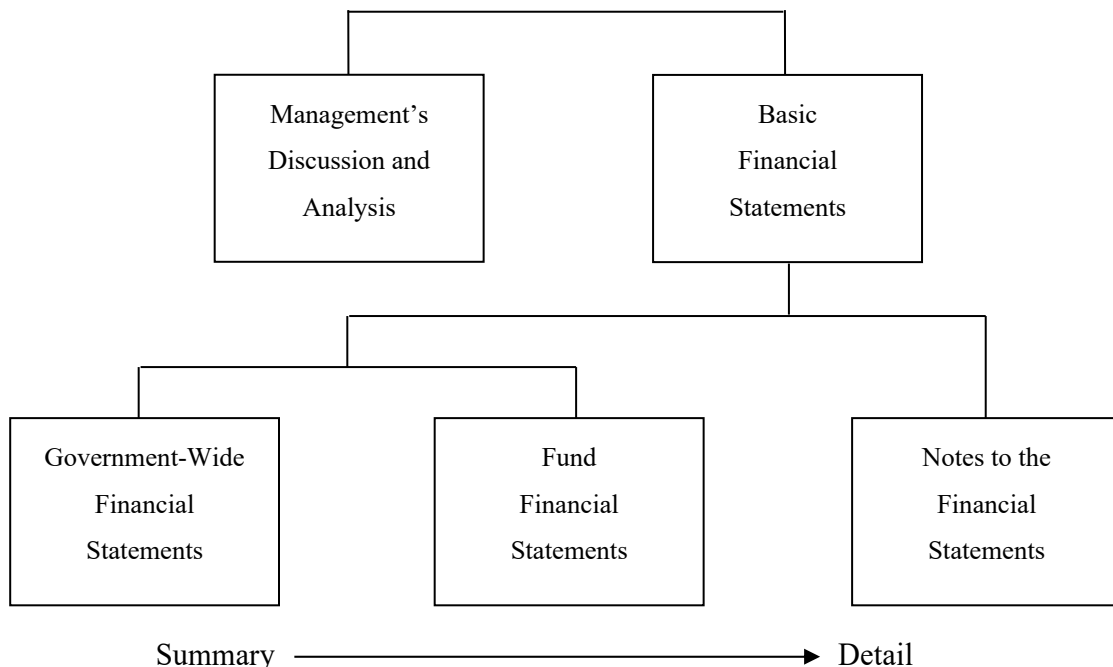 Management’s
Discussion and
Analysis
Basic
Financial
Statements
Government-Wide
Financial
Statements
Fund
Financial
Statements
Notes to the
Financial
Statements
Summary
Detail